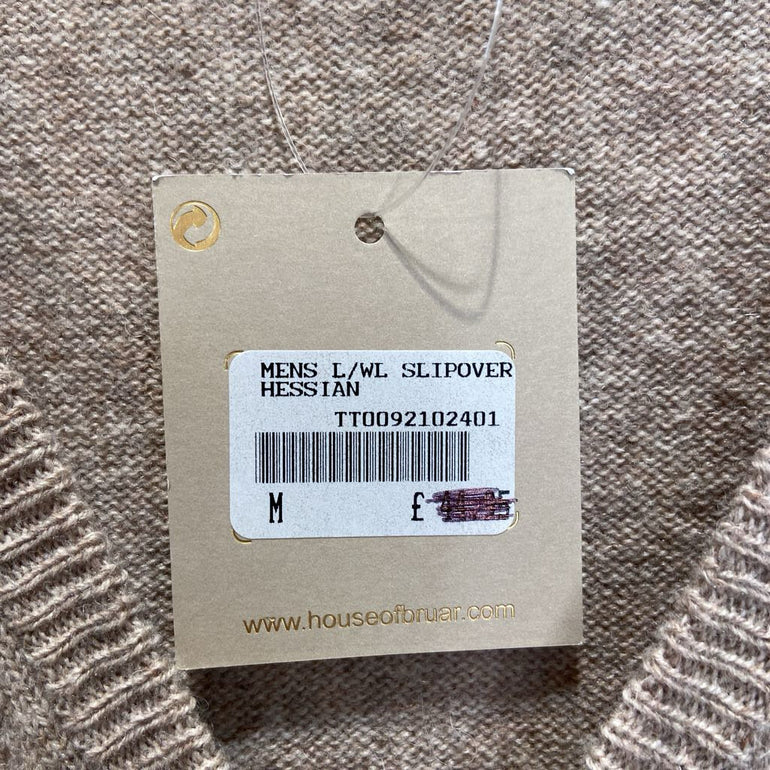 MENS L/WL SLIPOVER
HESSIAN
TT0092102401
M £
www.houseofbruar.com